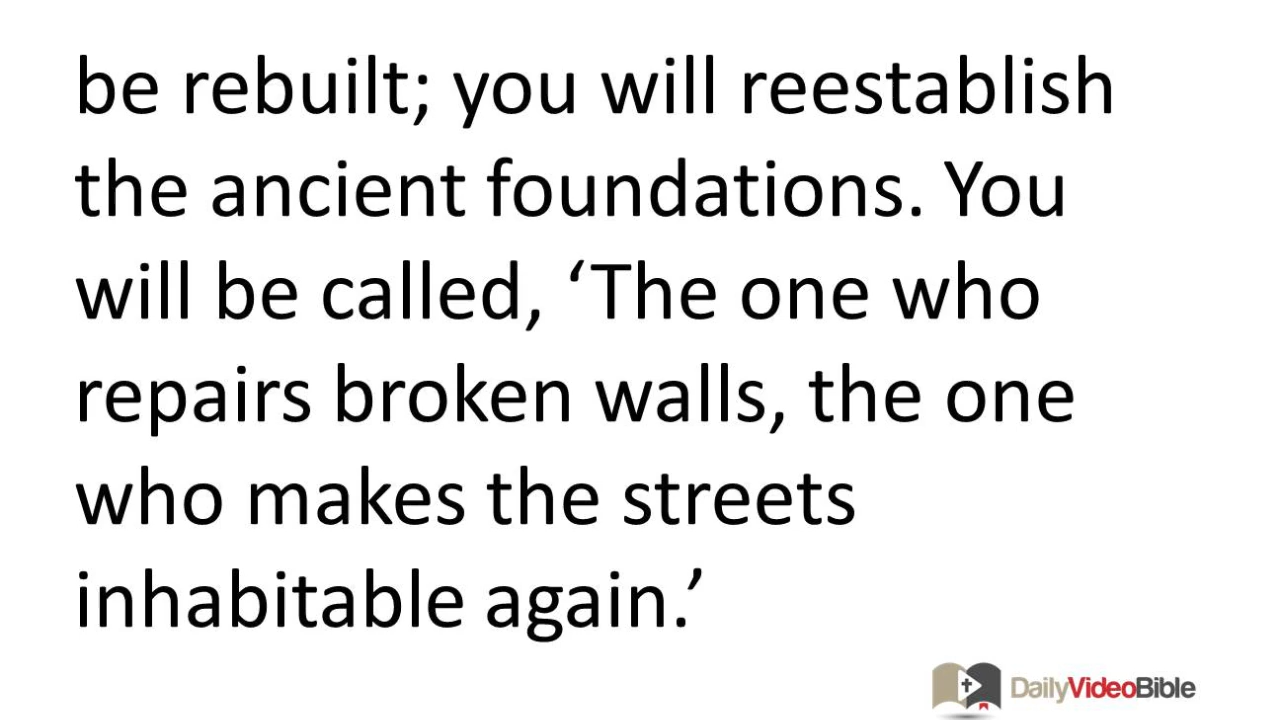 be rebuilt; you will reestablish
the ancient foundations. You
will be called, ‘The one who
repairs broken walls, the one
who makes the streets
inhabitable again.’
DailyVideoBible